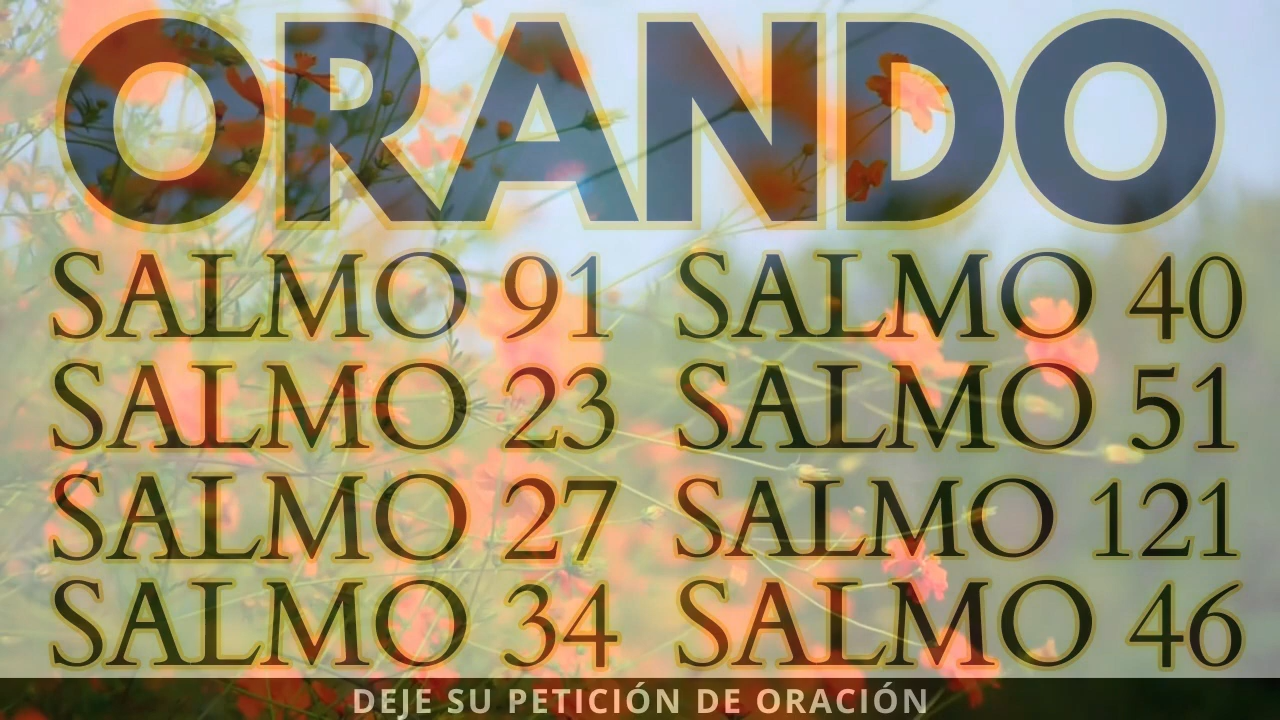 ORANDO
SALMO 91 SALMO 40
SALMO 23 SALMO 51
SALMO 27 SALMO 121
SALMO 34 SALMO 46
DEJE SU PETICIÓN DE ORACIÓN